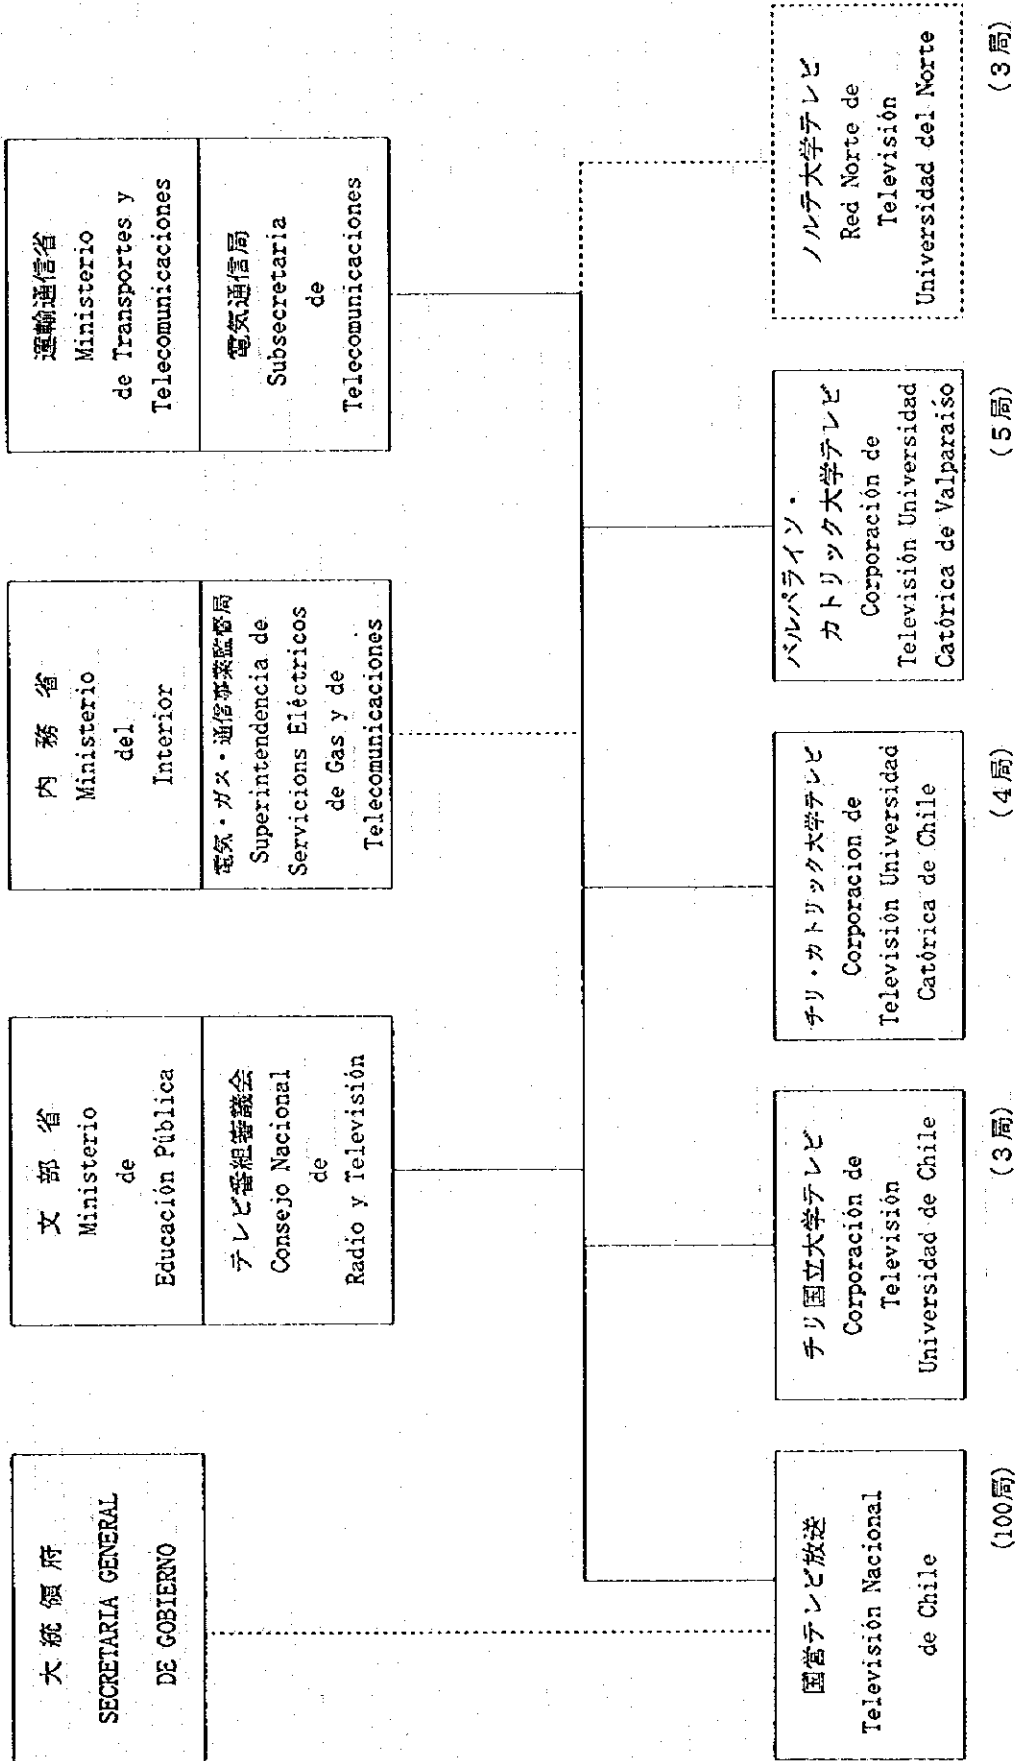 大統領府
SECRETARIA GENERAL
DE GOBIERNO
文部省
Ministerio
de
Educación Pública
テレビ番組審議会
Consejo Nacional
de
Radio y Televisión
内務省
Ministerio
del
Interior
電気・ガス・通信事業監督局
Superintendencia de
Servicions Eléctricos
de Gas y de
Telecomunicaciones
運輸通信省
Ministerio
de Transportes y
Telecomunicaciones
電気通信局
Subsecretaria
de
Telecomunicaciones
国営テレビ放送
Televisión Nacional
de Chile
(100局)
チリ国立大学テレビ
Corporación de
Televisión
Universidad de Chile
(3局)
チリ・カトリック大学テレビ
Corporacion de
Televisión Universidad
Catórica de Chile
(4局)
バルパライソ・
カトリック大学テレビ
Corporación de
Televisión Universidad
Catórica de Valparaíso
(5局)
ノルテ大学テレビ
Red Norte de
Televisión
Universidad del Norte
(3局)